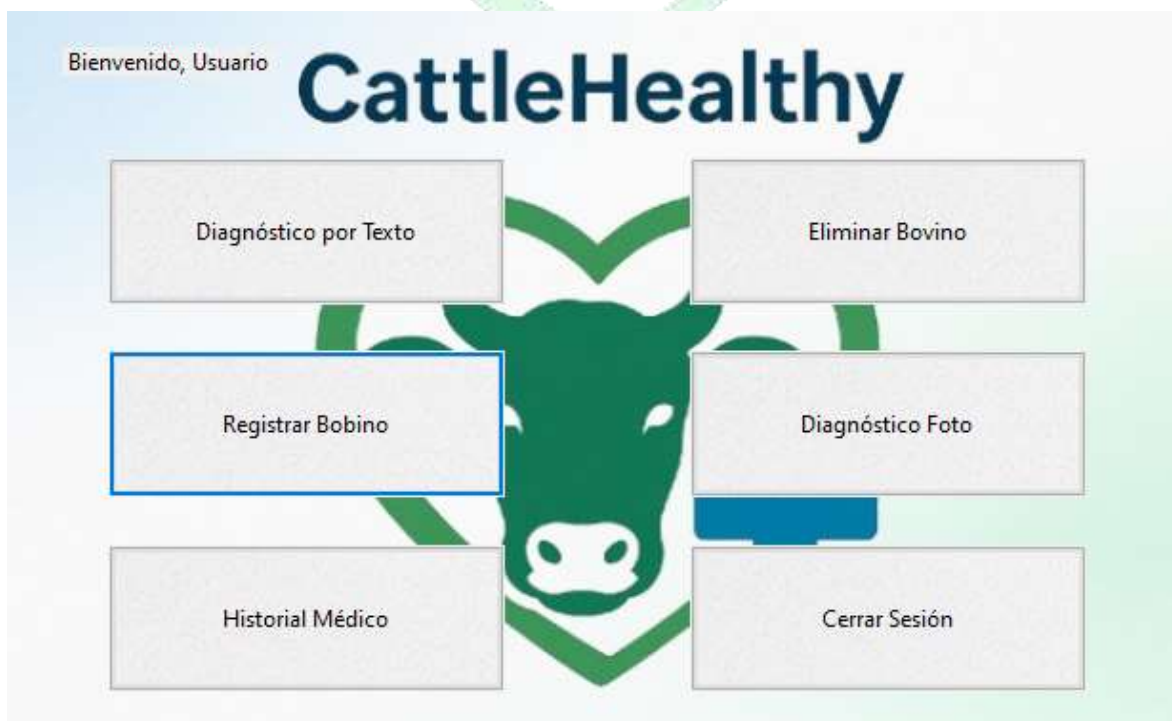 Bienvenido, Usuario
CattleHealthy
Diagnóstico por Texto
Eliminar Bovino
Registrar Bobino
Diagnóstico Foto
Historial Médico
Cerrar Sesión